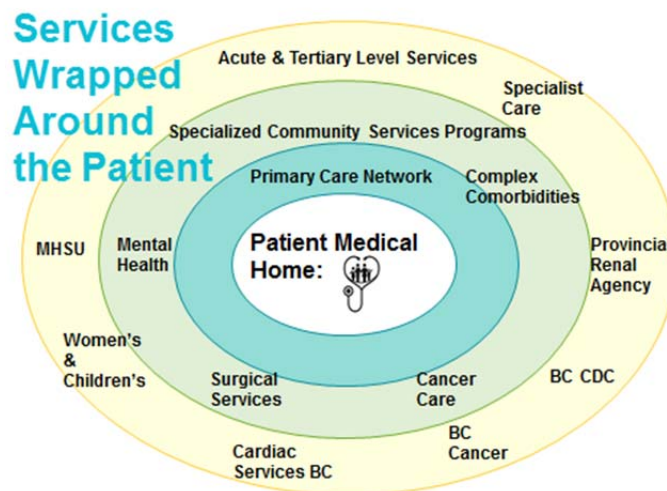 Services
Wrapped
Around
the Patient
Acute & Tertiary Level Services
Specialist
Care
Specialized Community Services Programs
Primary Care Network
Complex
Comorbidities
MHSU
Mental
Health
Patient Medical
Home:
Provincia
Renal
Agency
Women's
&
Children's
Surgical
Services
Cancer
Care
BC CDC
Cardiac
Services BC
BC
Cancer